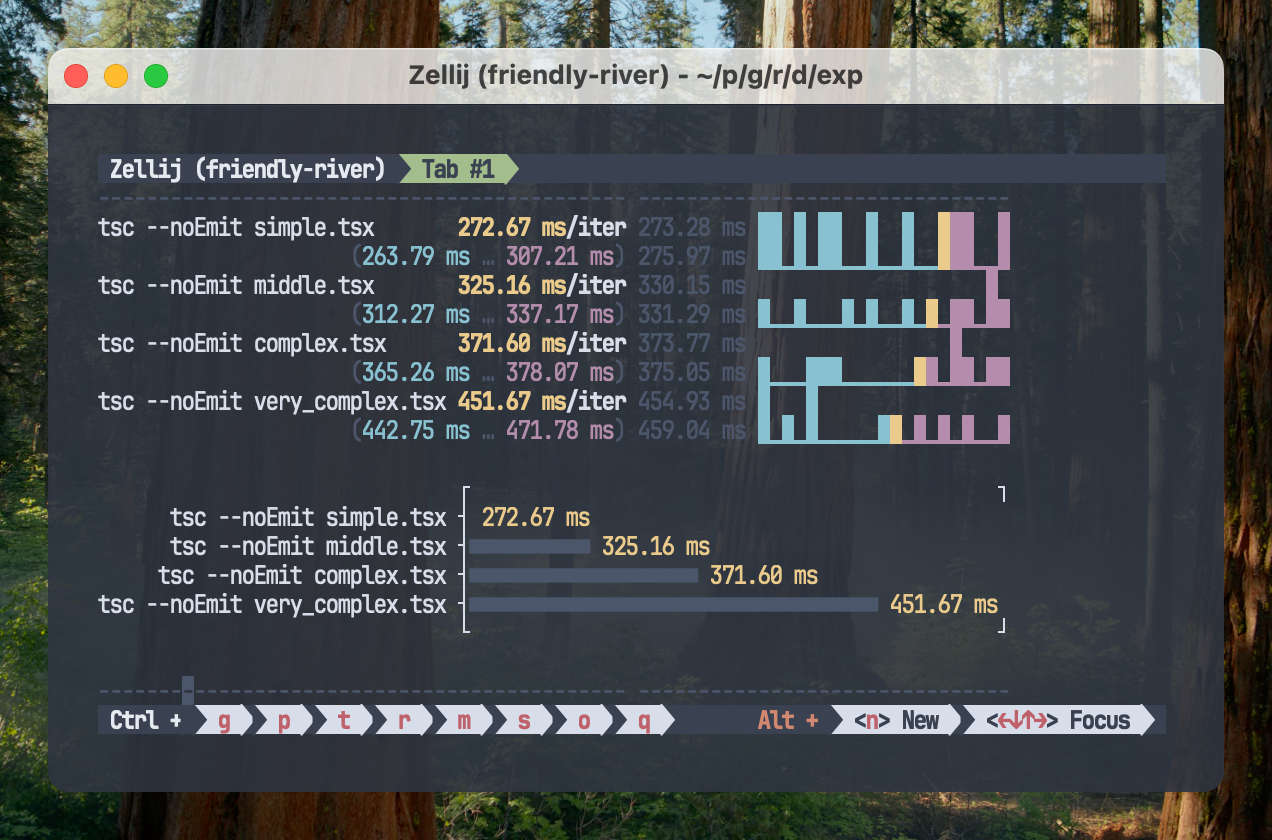 Zellij (friendly-river) - ~/p/g/r/d/exp
Zellij (friendly-river) Tab #1
tsc --noEmit simple.tsx 272.67 ms/iter 273.28 ms
(263.79 ms … 307.21 ms) 275.97 ms
tsc --noEmit middle.tsx 325.16 ms/iter 330.15 ms
(312.27 ms … 337.17 ms) 331.29 ms
tsc --noEmit complex.tsx 371.60 ms/iter 373.77 ms
(365.26 ms … 378.07 ms) 375.05 ms
tsc --noEmit very_complex.tsx 451.67 ms/iter 454.93 ms
(442.75 ms … 471.78 ms) 459.04 ms
tsc --noEmit simple.tsx 272.67 ms
tsc --noEmit middle.tsx 325.16 ms
tsc --noEmit complex.tsx 371.60 ms
tsc --noEmit very_complex.tsx 451.67 ms
Ctrl + g p t r m s o q Alt + <n> New <←↓↑→> Focus